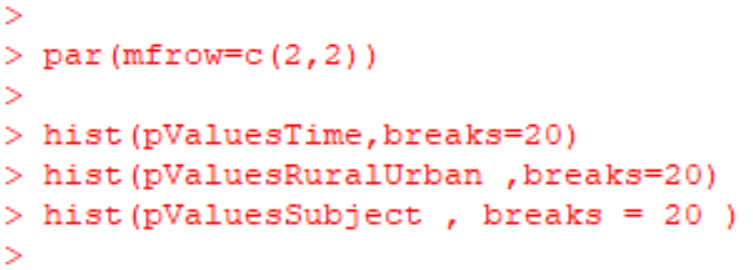 >
> par(mfrow=c(2,2))
>
> hist(pValuesTime,breaks=20)
> hist(pValuesRuralUrban ,breaks=20)
> hist(pValuesSubject , breaks = 20 )
>